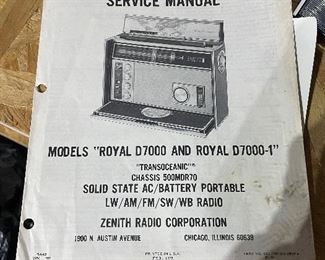 SERVICE MANUAL
MODELS "ROYAL D7000 AND ROYAL D7000-1"
"TRANSOCEANIC"
CHASSIS 500MDR70
SOLID STATE AC/BATTERY PORTABLE
LW/AM/FM/SW/WB RADIO
ZENITH RADIO CORPORATION
1900 N. AUSTIN AVENUE CHICAGO, ILLINOIS 60639